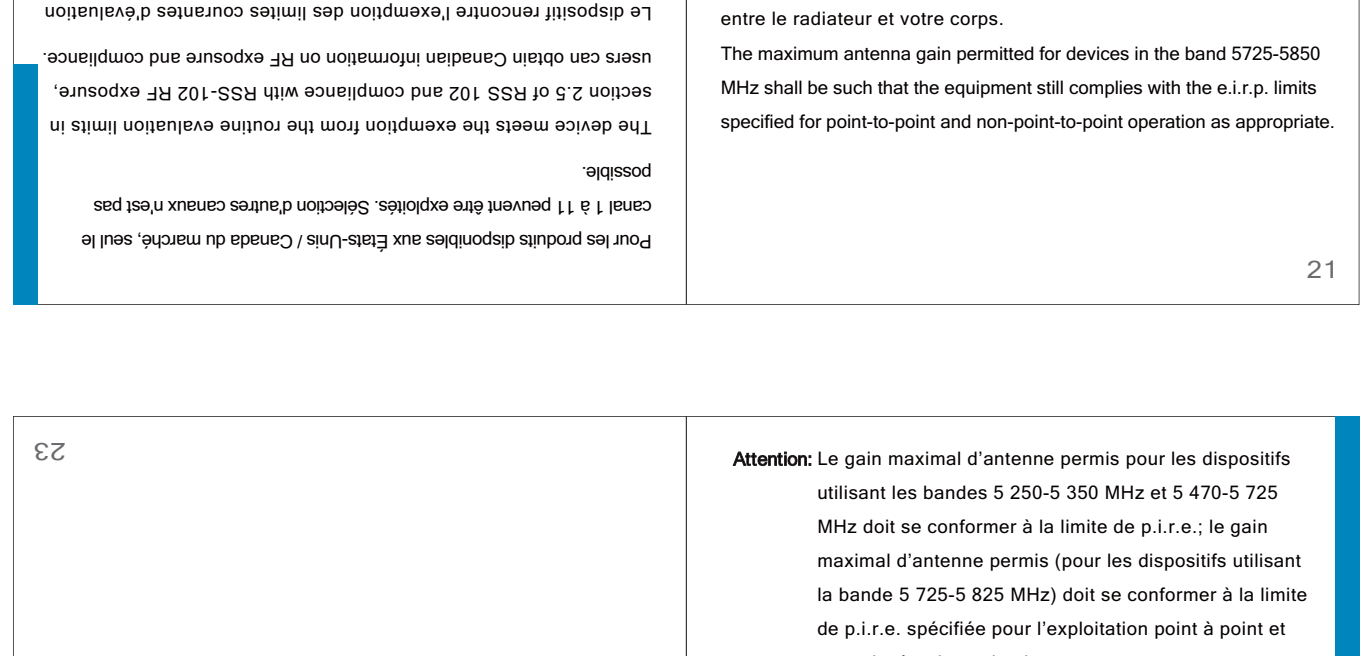 Pour les produits disponibles aux États-Unis / Canada du marché, seul le
canal 1 à 11 peuvent être exploités. Sélection d'autres canaux n'est pas
possible.
The device meets the exemption from the routine evaluation limits in
section 2.5 of RSS 102 and compliance with RSS-102 RF exposure,
users can obtain Canadian information on RF exposure and compliance.
Le dispositif rencontre l'exemption des limites courantes d'évaluation
entre le radiateur et votre corps.
The maximum antenna gain permitted for devices in the band 5725-5850
MHz shall be such that the equipment still complies with the e.i.r.p. limits
specified for point-to-point and non-point-to-point operation as appropriate.
21
23
Attention: Le gain maximal d’antenne permis pour les dispositifs
utilisant les bandes 5 250-5 350 MHz et 5 470-5 725
MHz doit se conformer à la limite de p.i.r.e.; le gain
maximal d’antenne permis (pour les dispositifs utilisant
la bande 5 725-5 825 MHz) doit se conformer à la limite
de p.i.r.e. spécifiée pour l’exploitation point à point et